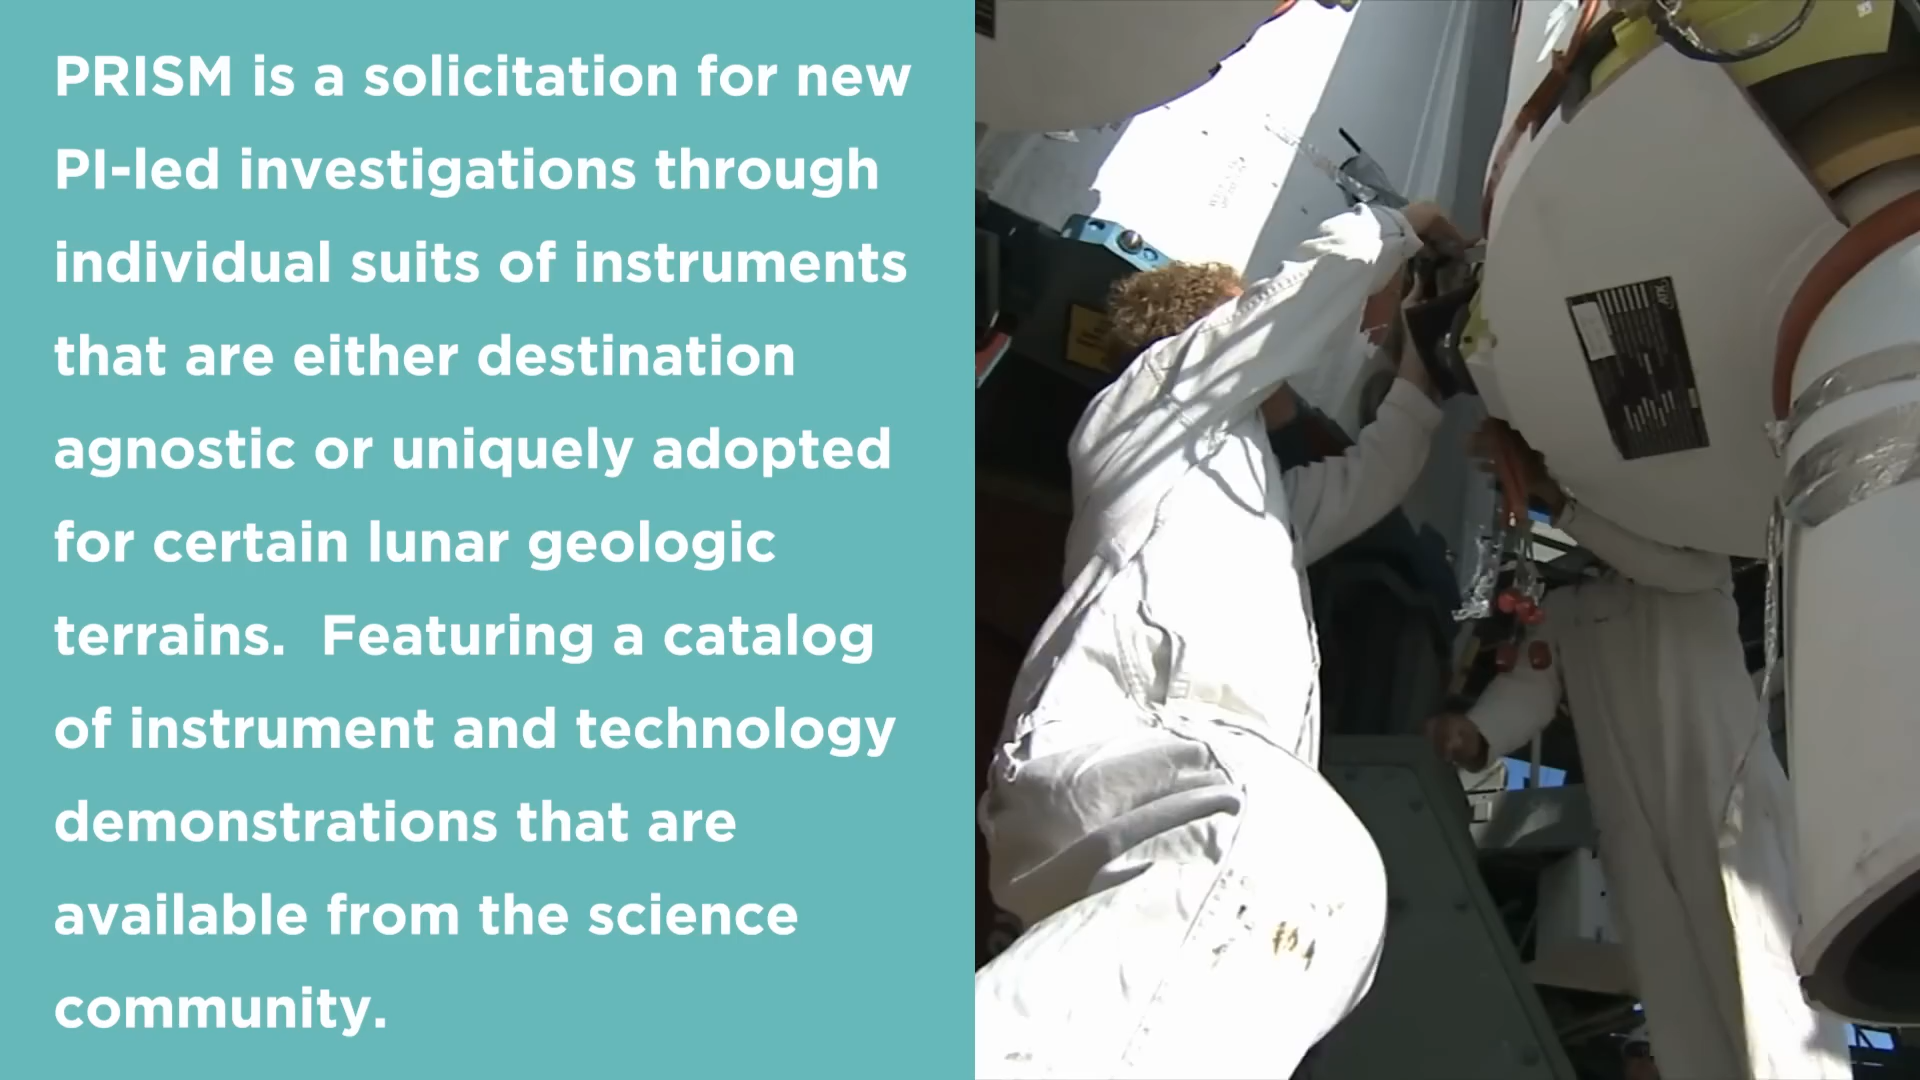 PRISM is a solicitation for new
PI-led investigations through
individual suits of instruments
that are either destination
agnostic or uniquely adopted
for certain lunar geologic
terrains.  Featuring a catalog
of instrument and technology
demonstrations that are
available from the science
community.